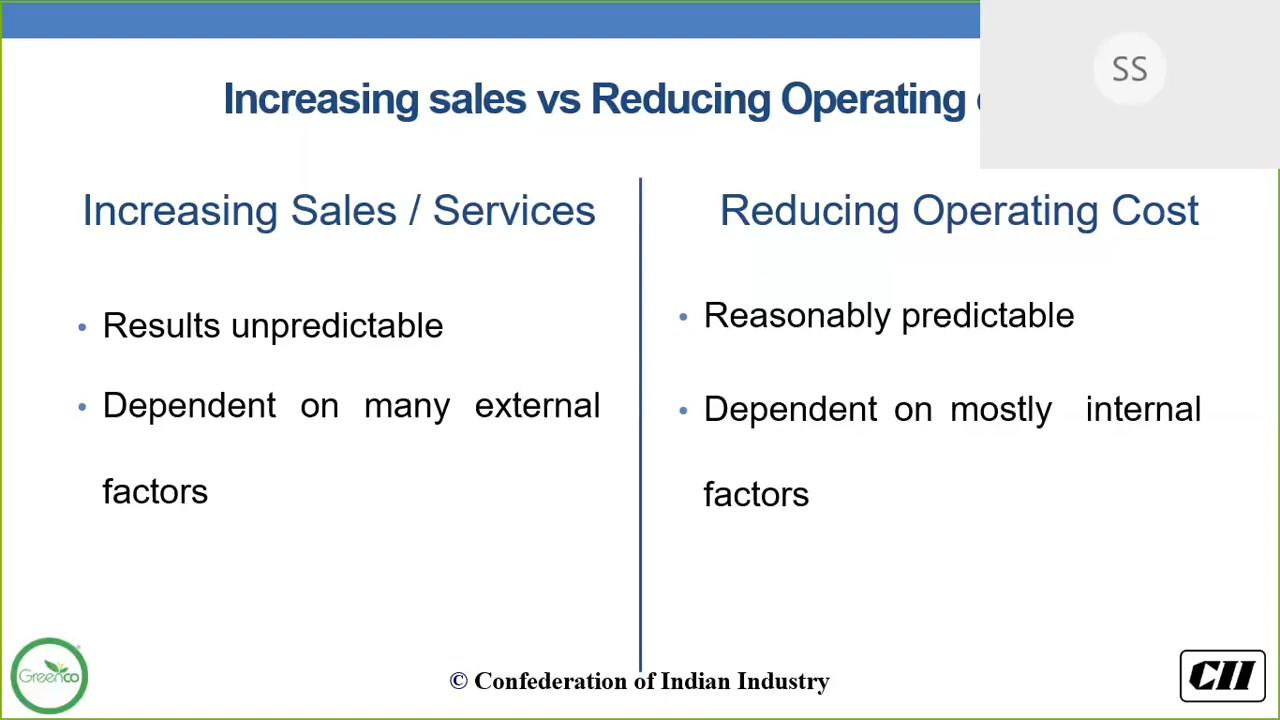 SS
Increasing sales vs Reducing Operating
Increasing Sales / Services
• Results unpredictable
• Dependent on many external
factors
Reducing Operating Cost
• Reasonably predictable
• Dependent on mostly internal
factors
Greenco
© Confederation of Indian Industry
CII